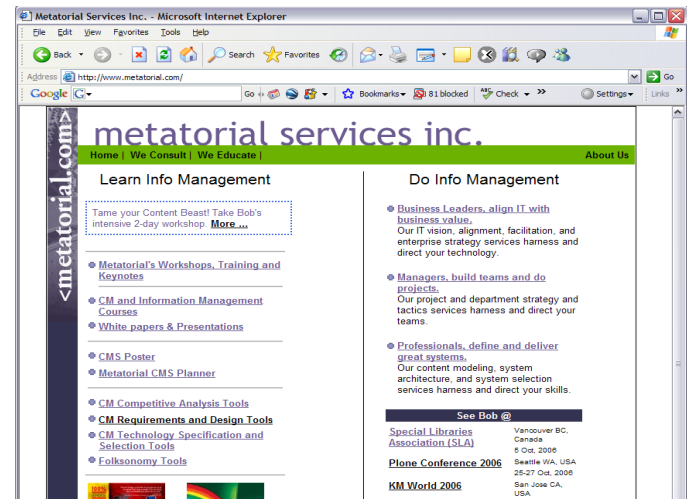 Metatorial Services Inc. - Microsoft Internet Explorer
File Edit View Favorites Tools Help
Back Search Favorites
Address http://www.metatorial.com/ Go
Google G Go Bookmarks 81 blocked ABC Check >> Settings Links >>
<metatorial.com>
metatorial services inc.
Home | We Consult | We Educate | About Us
Learn Info Management
Tame your Content Beast! Take Bob's
intensive 2-day workshop. More ...
Metatorial's Workshops, Training and
Keynotes
CM and Information Management
Courses
White papers & Presentations
CMS Poster
Metatorial CMS Planner
CM Competitive Analysis Tools
CM Requirements and Design Tools
CM Technology Specification and
Selection Tools
Folksonomy Tools
100%
Do Info Management
Business Leaders, align IT with
business value.
Our IT vision, alignment, facilitation, and
enterprise strategy services harness and
direct your technology.
Managers, build teams and do
projects.
Our project and department strategy and
tactics services harness and direct your
teams.
Professionals, define and deliver
great systems.
Our content modeling, system
architecture, and system selection
services harness and direct your skills.
See Bob @
Special Libraries
Association (SLA)
Vancouver BC,
Canada
5 Oct, 2006
Plone Conference 2006
Seattle WA, USA
25-27 Oct, 2006
KM World 2006
San Jose CA,
USA